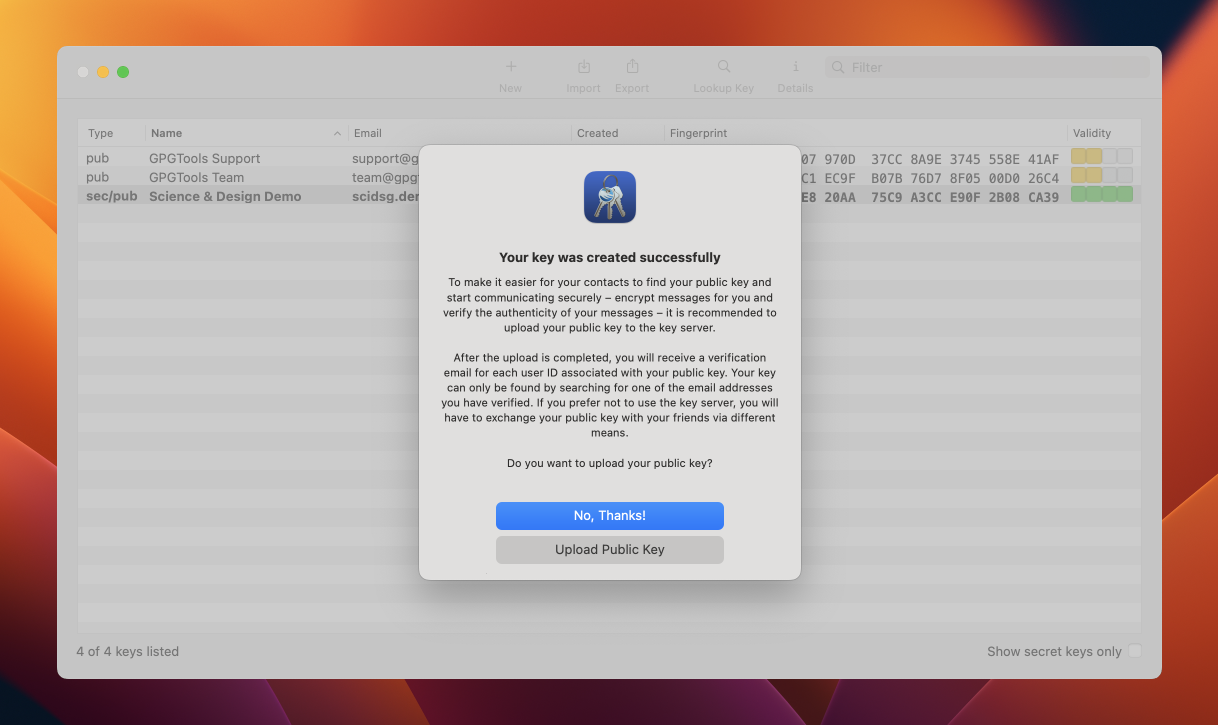 New Import Export Lookup Key Details Filter
Type Name Email Created Fingerprint Validity
pub GPGTools Support support@g 07 970D 37CC 8A9E 3745 558E 41AF
pub GPGTools Team team@gpg C1 EC9F B07B 76D7 8F05 00D0 26C4
sec/pub Science & Design Demo scidsg.de E8 20AA 75C9 A3CC E90F 2B08 CA39
Your key was created successfully
To make it easier for your contacts to find your public key and
start communicating securely – encrypt messages for you and
verify the authenticity of your messages – it is recommended to
upload your public key to the key server.
After the upload is completed, you will receive a verification
email for each user ID associated with your public key. Your key
can only be found by searching for one of the email addresses
you have verified. If you prefer not to use the key server, you will
have to exchange your public key with your friends via different
means.
Do you want to upload your public key?
No, Thanks!
Upload Public Key
4 of 4 keys listed Show secret keys only